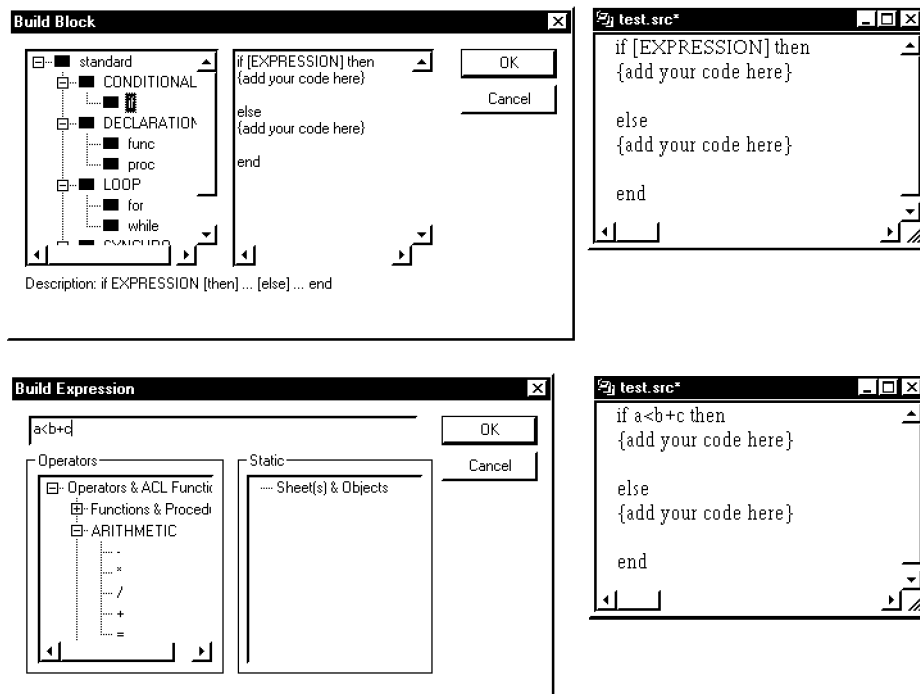 Build Block
standard
CONDITIONAL
if
DECLARATION
func
proc
LOOP
for
while
if [EXPRESSION] then
{add your code here}
else
{add your code here}
end
OK
Cancel
Description: if EXPRESSION [then] ... [else] ... end
test.src*
if [EXPRESSION] then
{add your code here}
else
{add your code here}
end
Build Expression
a<b+c
OK
Cancel
Operators
Operators & ACL Functic
Functions & Procedu
ARITHMETIC
-
*
/
+
=
Static
Sheet(s) & Objects
test.src*
if a<b+c then
{add your code here}
else
{add your code here}
end